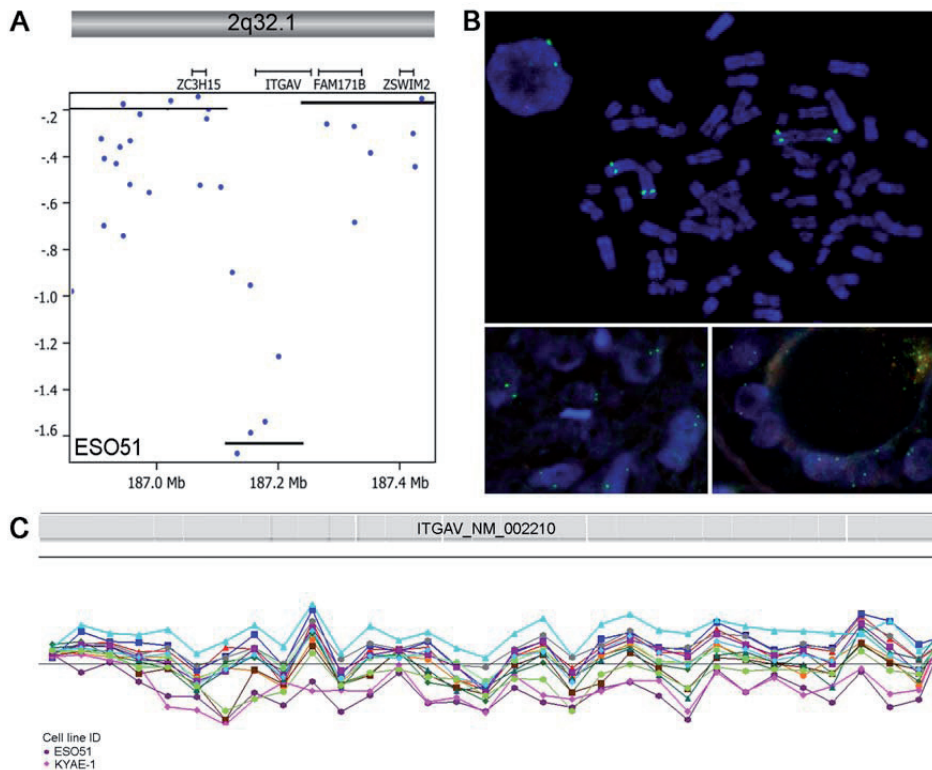 A
2q32.1
ZC3H15 ITGAV FAM171B ZSWIM2
-.2
-.4
-.6
-.8
-1.0
-1.2
-1.4
-1.6
ESO51
187.0 Mb 187.2 Mb 187.4 Mb
B
C
ITGAV_NM_002210
Cell line ID
ESO51
KYAE-1